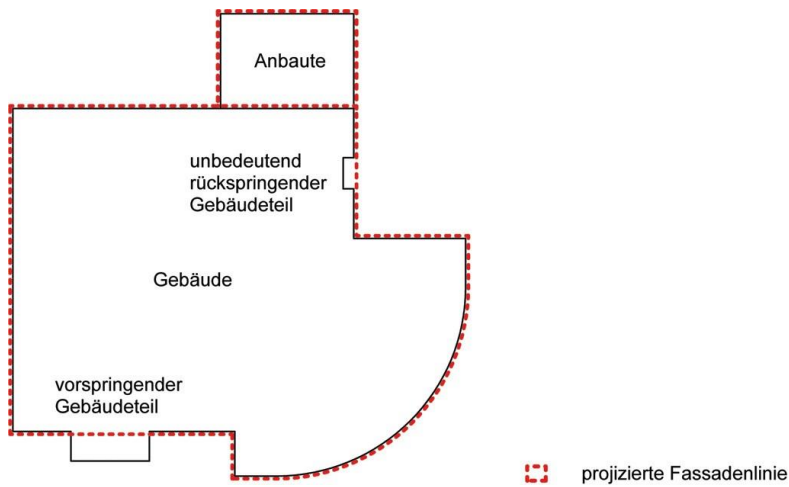 Anbaute
unbedeutend
rückspringender
Gebäudeteil
Gebäude
vorspringender
Gebäudeteil
projizierte Fassadenlinie